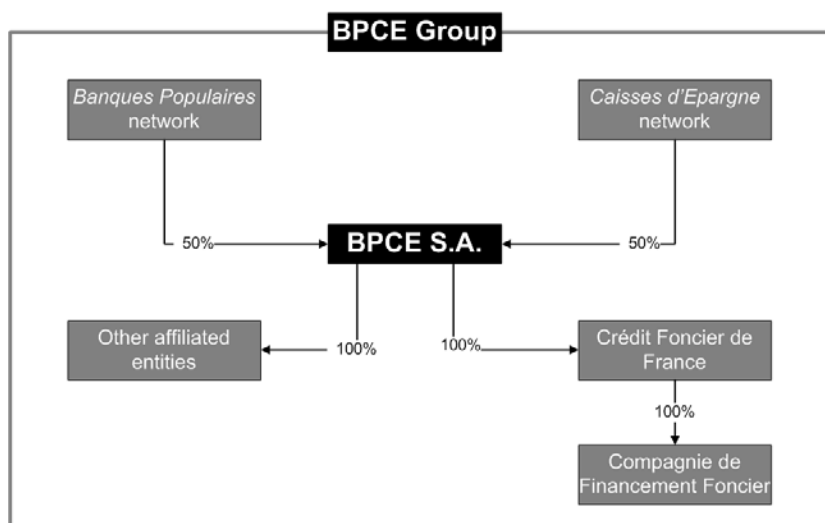 BPCE Group
Banques Populaires
network
Caisses d'Epargne
network
50%
BPCE S.A.
50%
Other affiliated
entities
100%
100%
Crédit Foncier de
France
100%
Compagnie de
Financement Foncier